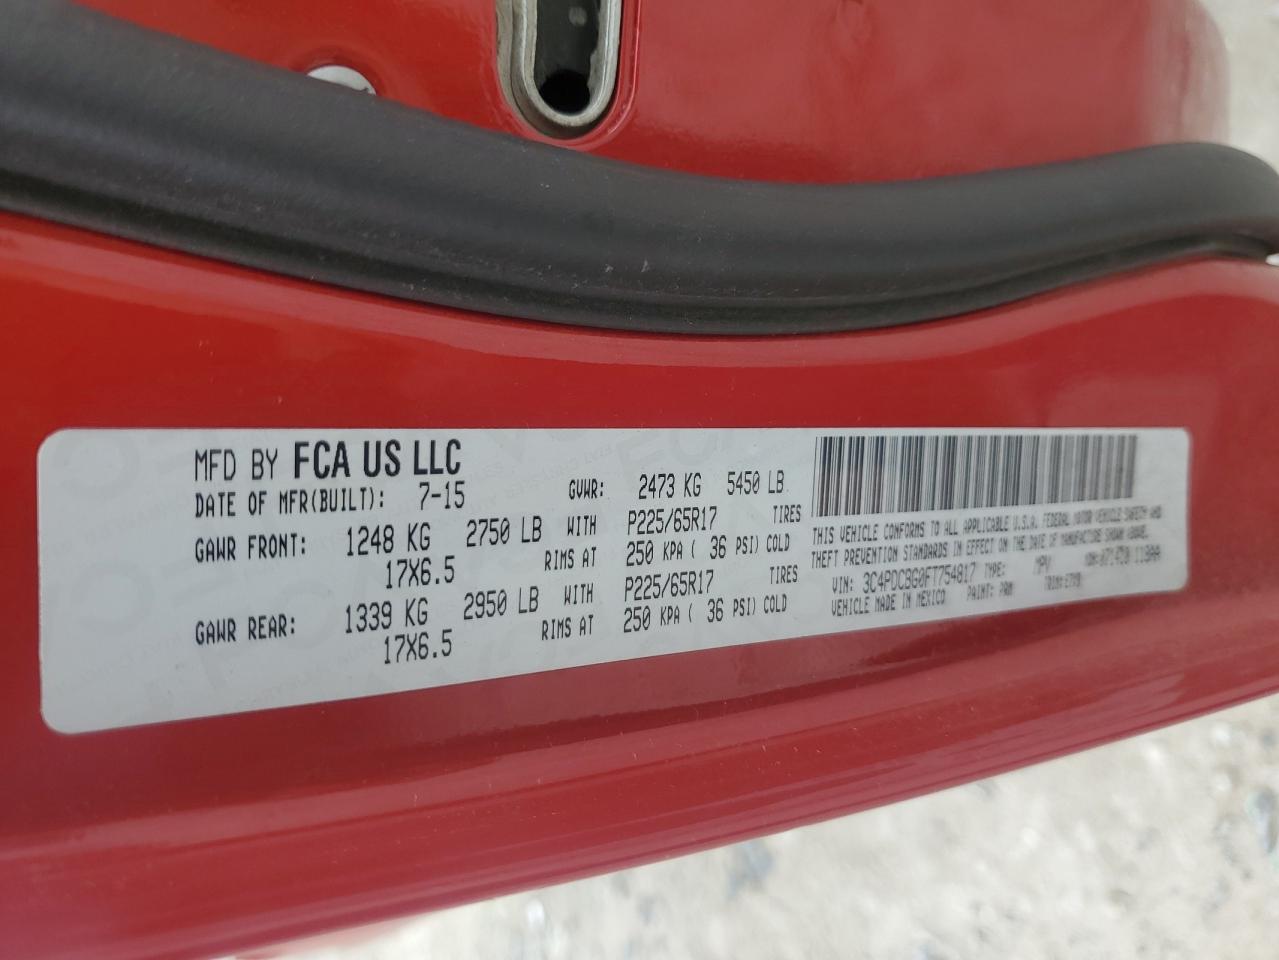 MFD BY FCA US LLC
DATE OF MFR(BUILT): 7-15 GVWR: 2473 KG 5450 LB
GAWR FRONT: 1248 KG 2750 LB WITH P225/65R17 TIRES
17X6.5 RIMS AT 250 KPA ( 36 PSI) COLD
GAWR REAR: 1339 KG 2950 LB WITH P225/65R17 TIRES
17X6.5 RIMS AT 250 KPA ( 36 PSI) COLD
THIS VEHICLE CONFORMS TO ALL APPLICABLE U.S.A. FEDERAL MOTOR VEHICLE SAFETY AND
THEFT PREVENTION STANDARDS IN EFFECT ON THE DATE OF MANUFACTURE SHOWN ABOVE.
VIN: 3C4PDCBG0FT754817 TYPE: MPV MDH:
VEHICLE MADE IN MEXICO PAINT: PRM TRIM: